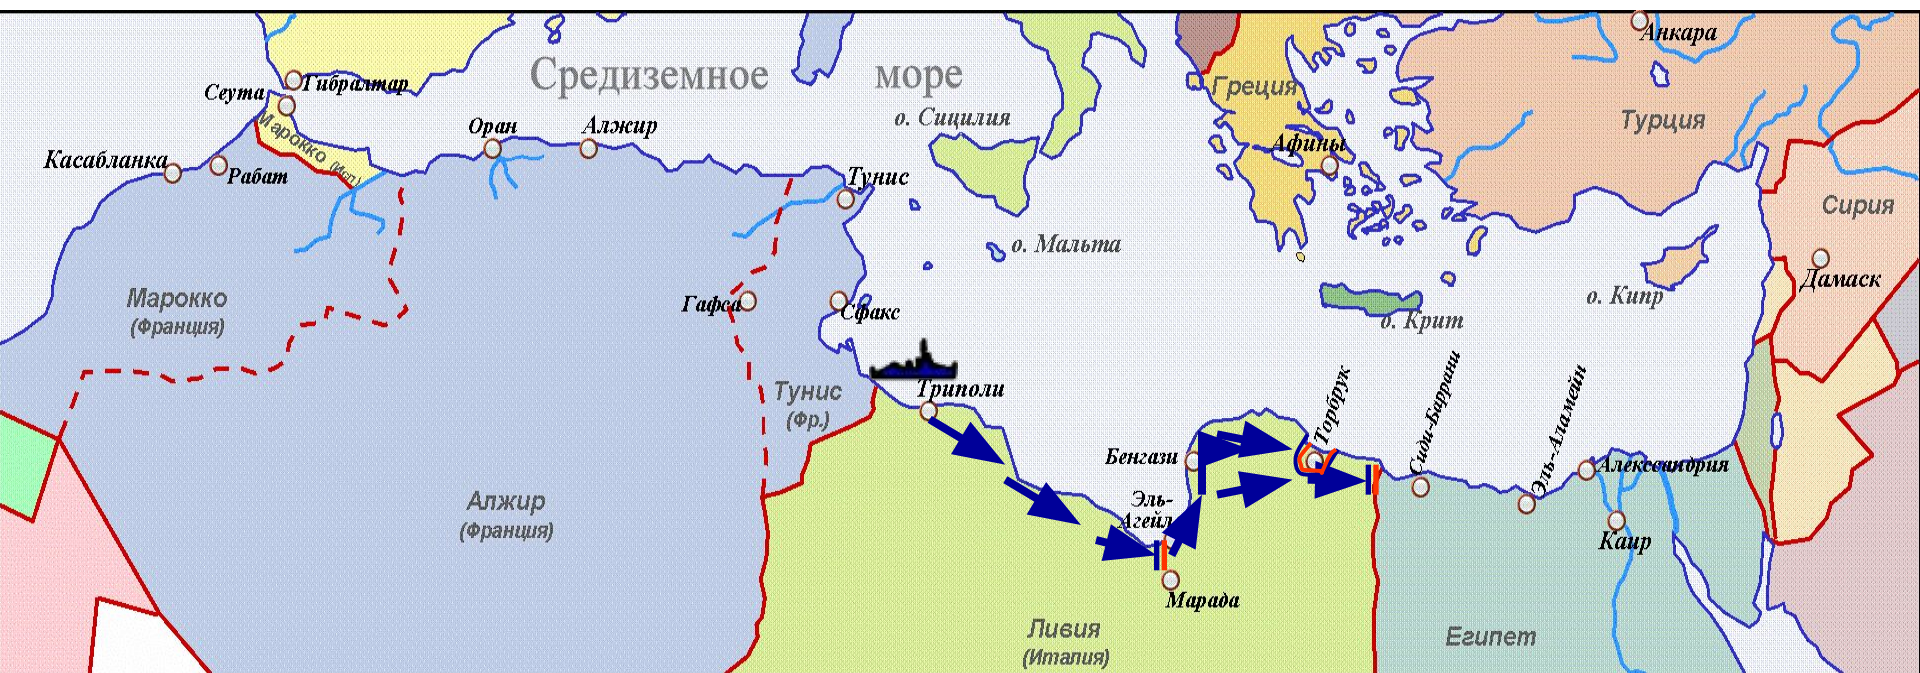 Анкара
Средиземное море
Гибралтар
Греция
Сеута
о. Сицилия
Турция
Марокко (Исп)
Оран
Алжир
Афины
Касабланка
Рабат
Тунис
Сирия
о. Мальта
Дамаск
Марокко
(Франция)
о. Кипр
Гафса
Сфакс
о. Крит
Триполи
Тунис
(Фр.)
Торбрук
Сиди-Баррани
Эль-Аламейн
Бенгази
Александрия
Эль-
Агейл
Алжир
(Франция)
Каир
Марада
Ливия
(Италия)
Египет